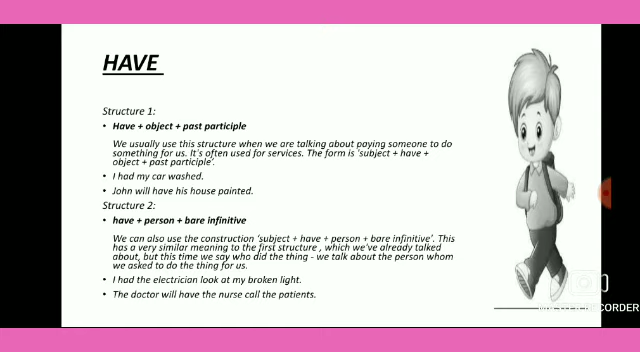 HAVE
Structure 1:
• Have + object + past participle
We usually use this structure when we are talking about paying someone to do
something for us. It's often used for services. The form is 'subject + have +
object + past participle'.
• I had my car washed.
• John will have his house painted.
Structure 2:
• have + person + bare infinitive
We can also use the construction 'subject + have + person + bare infinitive'. This
has a very similar meaning to the first structure , which we've already talked
about, but this time we say who did the thing - we talk about the person whom
we asked to do the thing for us.
• I had the electrician look at my broken light.
• The doctor will have the nurse call the patients.
RECORDER